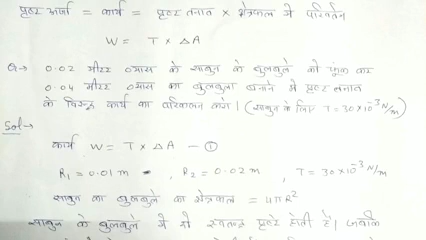 पृष्ठ ऊर्जा = कार्य = पृष्ठ तनाव × क्षेत्रफल में परिवर्तन
W = T × ΔA
Q→ 0.02 मीटर व्यास के साबुन के बुलबुले को फूंक कर
0.04 मीटर व्यास का बुलबुला बनाने में पृष्ठ तनाव
के विरुद्ध कार्य का परिकलन करो। (साबुन के लिए T = 30×10⁻³ N/m)
Sol→
कार्य W = T × ΔA —①
R₁ = 0.01 m , R₂ = 0.02 m , T = 30×10⁻³ N/m
साबुन का बुलबुले का क्षेत्रफल = 4πR²
साबुन के बुलबुले में दो स्वतंत्र पृष्ठ होती है। जबकि